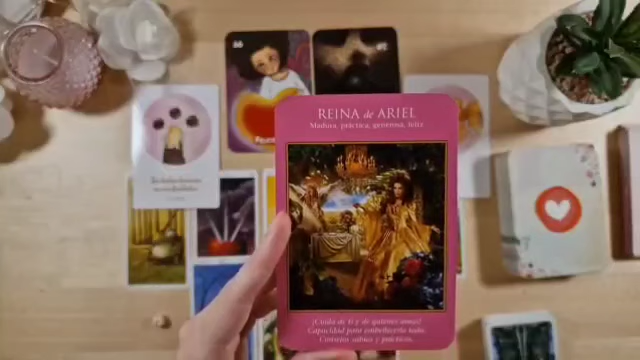 REINA de ARIEL
Madura, práctica, generosa, feliz
¡Cuida de ti y de quienes amas!
Capacidad para embellecerlo todo.
Consejos sabios y prácticos.